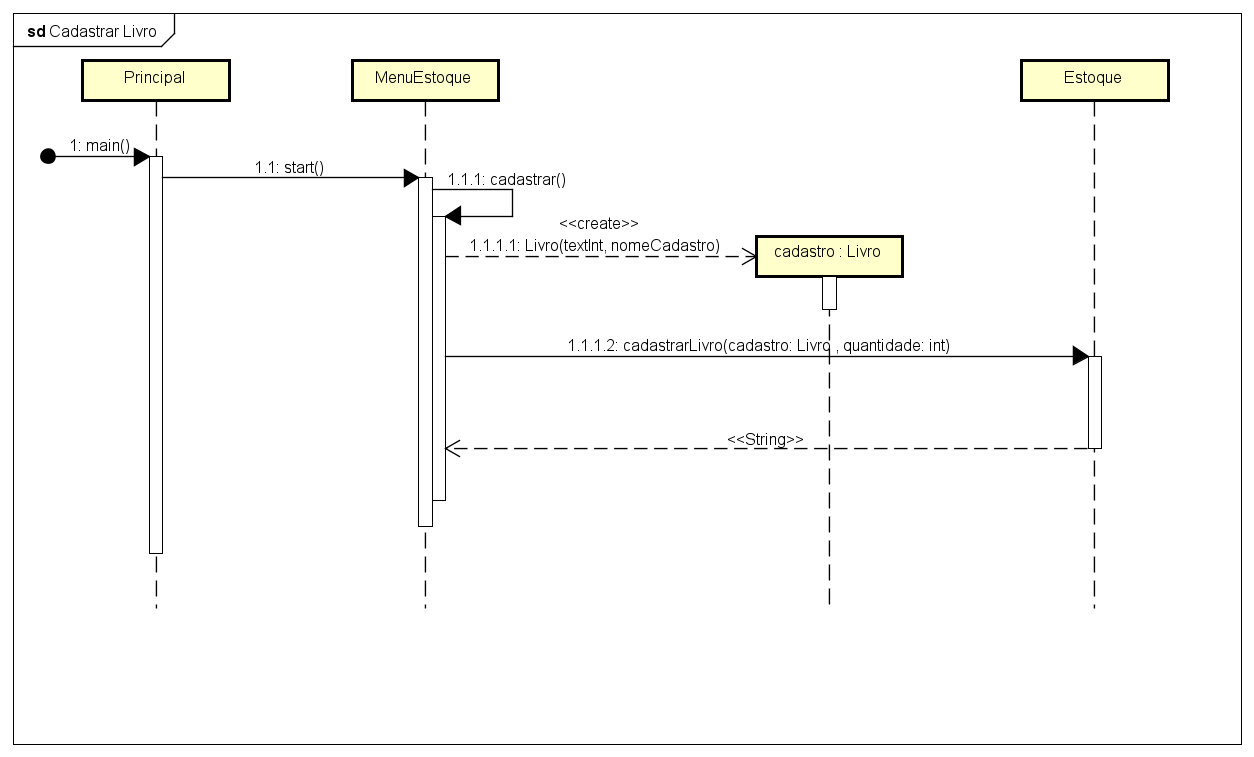 sd Cadastrar Livro
Principal
MenuEstoque
Estoque
1: main()
1.1: start()
1.1.1: cadastrar()
<<create>>
1.1.1.1: Livro(textInt, nomeCadastro)
cadastro : Livro
1.1.1.2: cadastrarLivro(cadastro: Livro , quantidade: int)
<<String>>